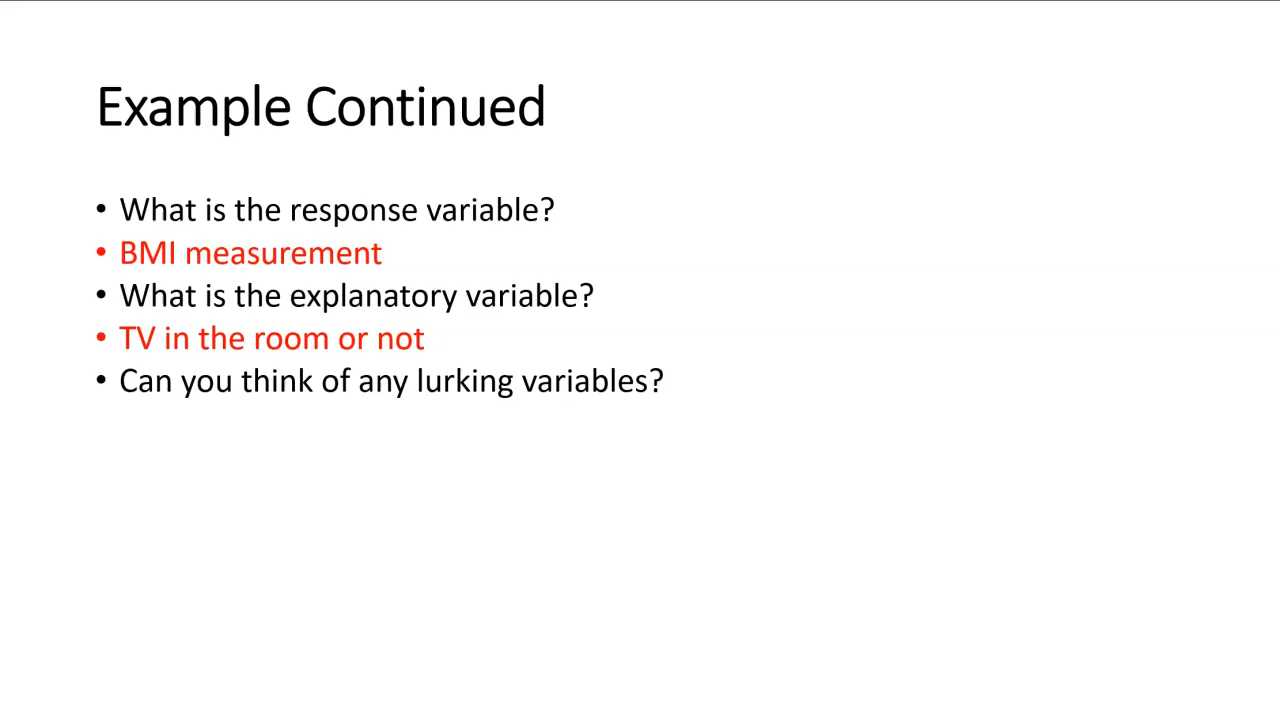 Example Continued
• What is the response variable?
• BMI measurement
• What is the explanatory variable?
• TV in the room or not
• Can you think of any lurking variables?